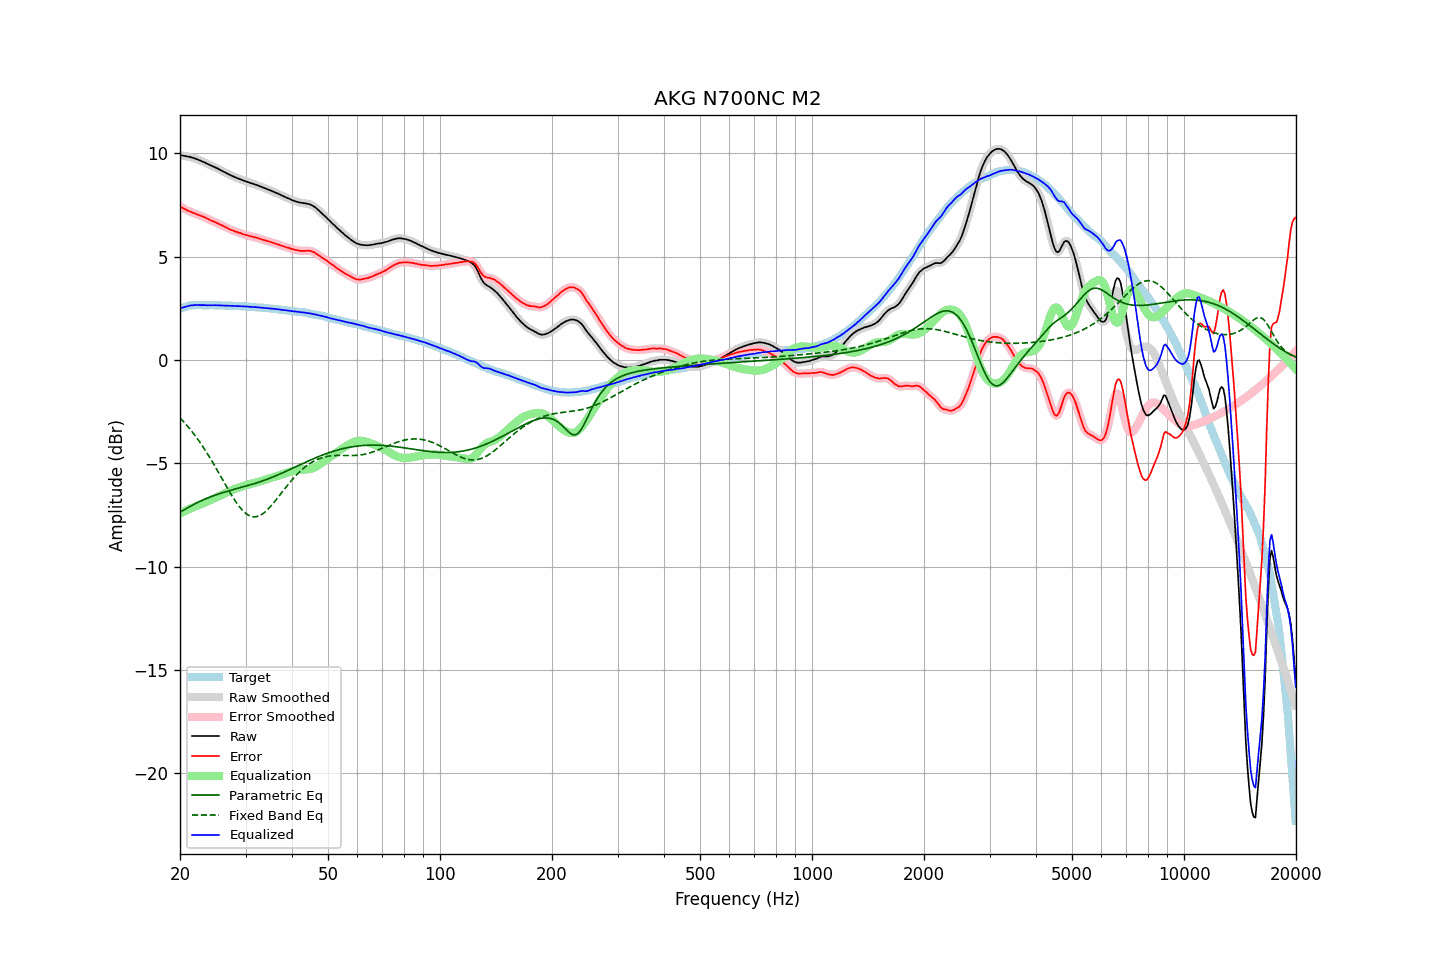 AKG N700NC M2
Amplitude (dBr)
10
5
0
−5
−10
−15
−20
Target
Raw Smoothed
Error Smoothed
Raw
Error
Equalization
Parametric Eq
Fixed Band Eq
Equalized
20 50 100 200 500 1000 2000 5000 10000 20000
Frequency (Hz)